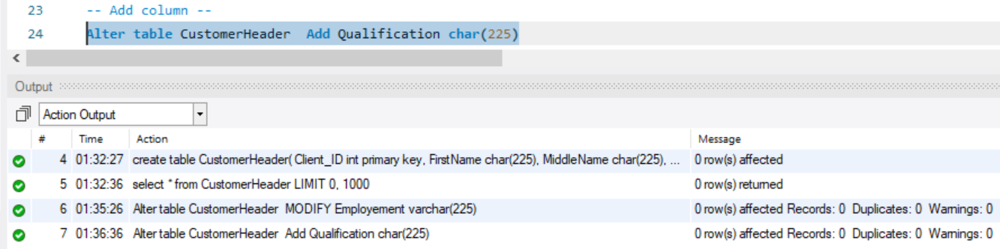 23 -- Add column --
24 Alter table CustomerHeader  Add Qualification char(225)
<
Output
Action Output
# Time Action Message
4 01:32:27 create table CustomerHeader( Client_ID int primary key, FirstName char(225), MiddleName char(225), ... 0 row(s) affected
5 01:32:36 select * from CustomerHeader LIMIT 0, 1000 0 row(s) returned
6 01:35:26 Alter table CustomerHeader  MODIFY Employement varchar(225) 0 row(s) affected Records: 0  Duplicates: 0  Warnings: 0
7 01:36:36 Alter table CustomerHeader  Add Qualification char(225) 0 row(s) affected Records: 0  Duplicates: 0  Warnings: 0